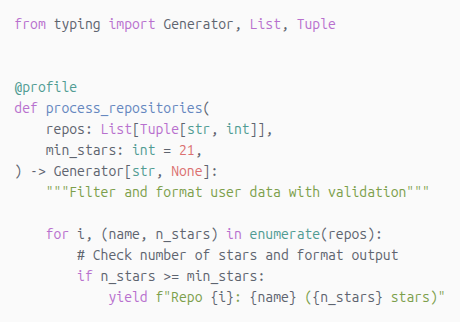 from typing import Generator, List, Tuple
@profile
def process_repositories(
    repos: List[Tuple[str, int]],
    min_stars: int = 21,
) -> Generator[str, None]:
    """Filter and format user data with validation"""
    for i, (name, n_stars) in enumerate(repos):
        # Check number of stars and format output
        if n_stars >= min_stars:
            yield f"Repo {i}: {name} ({n_stars} stars)"